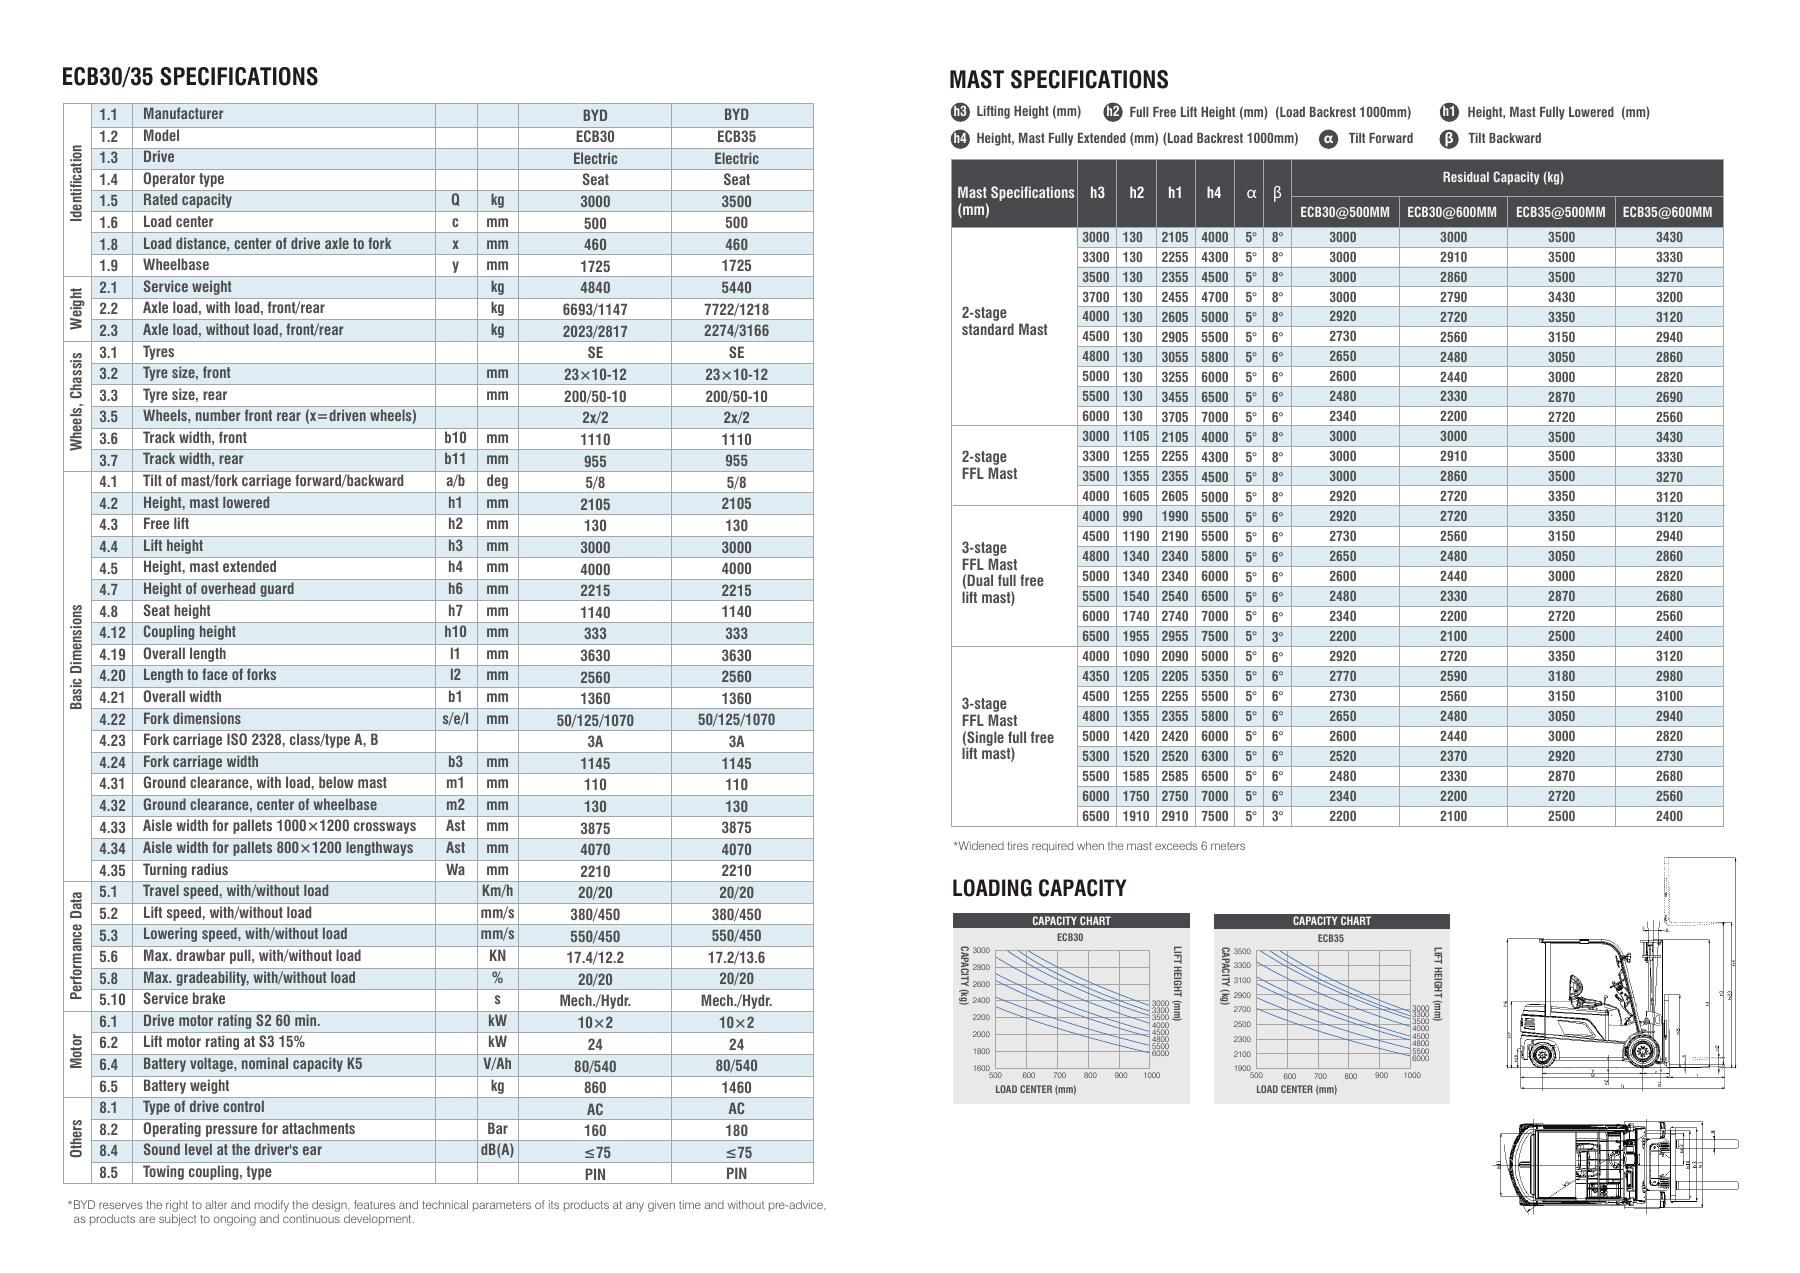 ECB30/35 SPECIFICATIONS
Identification
1.1 Manufacturer BYD BYD
1.2 Model ECB30 ECB35
1.3 Drive Electric Electric
1.4 Operator type Seat Seat
1.5 Rated capacity Q kg 3000 3500
1.6 Load center c mm 500 500
1.8 Load distance, center of drive axle to fork x mm 460 460
1.9 Wheelbase y mm 1725 1725
Weight
2.1 Service weight kg 4840 5440
2.2 Axle load, with load, front/rear kg 6693/1147 7722/1218
2.3 Axle load, without load, front/rear kg 2023/2817 2274/3166
Wheels, Chassis
3.1 Tyres SE SE
3.2 Tyre size, front mm 23×10-12 23×10-12
3.3 Tyre size, rear mm 200/50-10 200/50-10
3.5 Wheels, number front rear (x=driven wheels) 2x/2 2x/2
3.6 Track width, front b10 mm 1110 1110
3.7 Track width, rear b11 mm 955 955
Basic Dimensions
4.1 Tilt of mast/fork carriage forward/backward a/b deg 5/8 5/8
4.2 Height, mast lowered h1 mm 2105 2105
4.3 Free lift h2 mm 130 130
4.4 Lift height h3 mm 3000 3000
4.5 Height, mast extended h4 mm 4000 4000
4.7 Height of overhead guard h6 mm 2215 2215
4.8 Seat height h7 mm 1140 1140
4.12 Coupling height h10 mm 333 333
4.19 Overall length l1 mm 3630 3630
4.20 Length to face of forks l2 mm 2560 2560
4.21 Overall width b1 mm 1360 1360
4.22 Fork dimensions s/e/l mm 50/125/1070 50/125/1070
4.23 Fork carriage ISO 2328, class/type A, B 3A 3A
4.24 Fork carriage width b3 mm 1145 1145
4.31 Ground clearance, with load, below mast m1 mm 110 110
4.32 Ground clearance, center of wheelbase m2 mm 130 130
4.33 Aisle width for pallets 1000×1200 crossways Ast mm 3875 3875
4.34 Aisle width for pallets 800×1200 lengthways Ast mm 4070 4070
4.35 Turning radius Wa mm 2210 2210
Performance Data
5.1 Travel speed, with/without load Km/h 20/20 20/20
5.2 Lift speed, with/without load mm/s 380/450 380/450
5.3 Lowering speed, with/without load mm/s 550/450 550/450
5.6 Max. drawbar pull, with/without load KN 17.4/12.2 17.2/13.6
5.8 Max. gradeability, with/without load % 20/20 20/20
5.10 Service brake s Mech./Hydr. Mech./Hydr.
Motor
6.1 Drive motor rating S2 60 min. kW 10×2 10×2
6.2 Lift motor rating at S3 15% kW 24 24
6.4 Battery voltage, nominal capacity K5 V/Ah 80/540 80/540
6.5 Battery weight kg 860 1460
Others
8.1 Type of drive control AC AC
8.2 Operating pressure for attachments Bar 160 180
8.4 Sound level at the driver's ear dB(A) ≤75 ≤75
8.5 Towing coupling, type PIN PIN
*BYD reserves the right to alter and modify the design, features and technical parameters of its products at any given time and without pre-advice,
as products are subject to ongoing and continuous development.
MAST SPECIFICATIONS
h3 Lifting Height (mm) h2 Full Free Lift Height (mm) (Load Backrest 1000mm) h1 Height, Mast Fully Lowered (mm)
h4 Height, Mast Fully Extended (mm) (Load Backrest 1000mm) α Tilt Forward β Tilt Backward
Mast Specifications (mm) h3 h2 h1 h4 α β Residual Capacity (kg)
ECB30@500MM ECB30@600MM ECB35@500MM ECB35@600MM
2-stage
standard Mast
3000 130 2105 4000 5° 8° 3000 3000 3500 3430
3300 130 2255 4300 5° 8° 3000 2910 3500 3330
3500 130 2355 4500 5° 8° 3000 2860 3500 3270
3700 130 2455 4700 5° 8° 3000 2790 3430 3200
4000 130 2605 5000 5° 8° 2920 2720 3350 3120
4500 130 2905 5500 5° 6° 2730 2560 3150 2940
4800 130 3055 5800 5° 6° 2650 2480 3050 2860
5000 130 3255 6000 5° 6° 2600 2440 3000 2820
5500 130 3455 6500 5° 6° 2480 2330 2870 2690
6000 130 3705 7000 5° 6° 2340 2200 2720 2560
2-stage
FFL Mast
3000 1105 2105 4000 5° 8° 3000 3000 3500 3430
3300 1255 2255 4300 5° 8° 3000 2910 3500 3330
3500 1355 2355 4500 5° 8° 3000 2860 3500 3270
4000 1605 2605 5000 5° 8° 2920 2720 3350 3120
3-stage
FFL Mast
(Dual full free
lift mast)
4000 990 1990 5500 5° 6° 2920 2720 3350 3120
4500 1190 2190 5500 5° 6° 2730 2560 3150 2940
4800 1340 2340 5800 5° 6° 2650 2480 3050 2860
5000 1340 2340 6000 5° 6° 2600 2440 3000 2820
5500 1540 2540 6500 5° 6° 2480 2330 2870 2680
6000 1740 2740 7000 5° 6° 2340 2200 2720 2560
6500 1955 2955 7500 5° 3° 2200 2100 2500 2400
3-stage
FFL Mast
(Single full free
lift mast)
4000 1090 2090 5000 5° 6° 2920 2720 3350 3120
4350 1205 2205 5350 5° 6° 2770 2590 3180 2980
4500 1255 2255 5500 5° 6° 2730 2560 3150 3100
4800 1355 2355 5800 5° 6° 2650 2480 3050 2940
5000 1420 2420 6000 5° 6° 2600 2440 3000 2820
5300 1520 2520 6300 5° 6° 2520 2370 2920 2730
5500 1585 2585 6500 5° 6° 2480 2330 2870 2680
6000 1750 2750 7000 5° 6° 2340 2200 2720 2560
6500 1910 2910 7500 5° 3° 2200 2100 2500 2400
*Widened tires required when the mast exceeds 6 meters
LOADING CAPACITY
CAPACITY CHART
ECB30
CAPACITY (kg)
3000
2800
2600
2400
2200
2000
1800
1600
500 600 700 800 900 1000
LOAD CENTER (mm)
LIFT HEIGHT (mm)
3000
3300
3500
4000
4500
4800
5500
6000
CAPACITY CHART
ECB35
CAPACITY (kg)
3500
3300
3100
2900
2700
2500
2300
2100
1900
500 600 700 800 900 1000
LOAD CENTER (mm)
LIFT HEIGHT (mm)
3000
3300
3500
4000
4500
4800
5500
6000